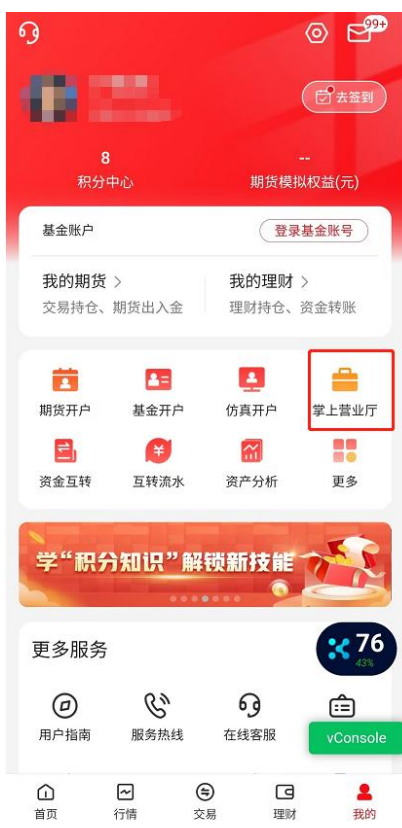 99+
去签到
8 --
积分中心 期货模拟权益(元)
基金账户 登录基金账号
我的期货 > 我的理财 >
交易持仓、期货出入金 理财持仓、资金转账
期货开户 基金开户 仿真开户 掌上营业厅
资金互转 互转流水 资产分析 更多
学“积分知识”解锁新技能
更多服务
76
43%
用户指南 服务热线 在线客服
vConsole
首页 行情 交易 理财 我的